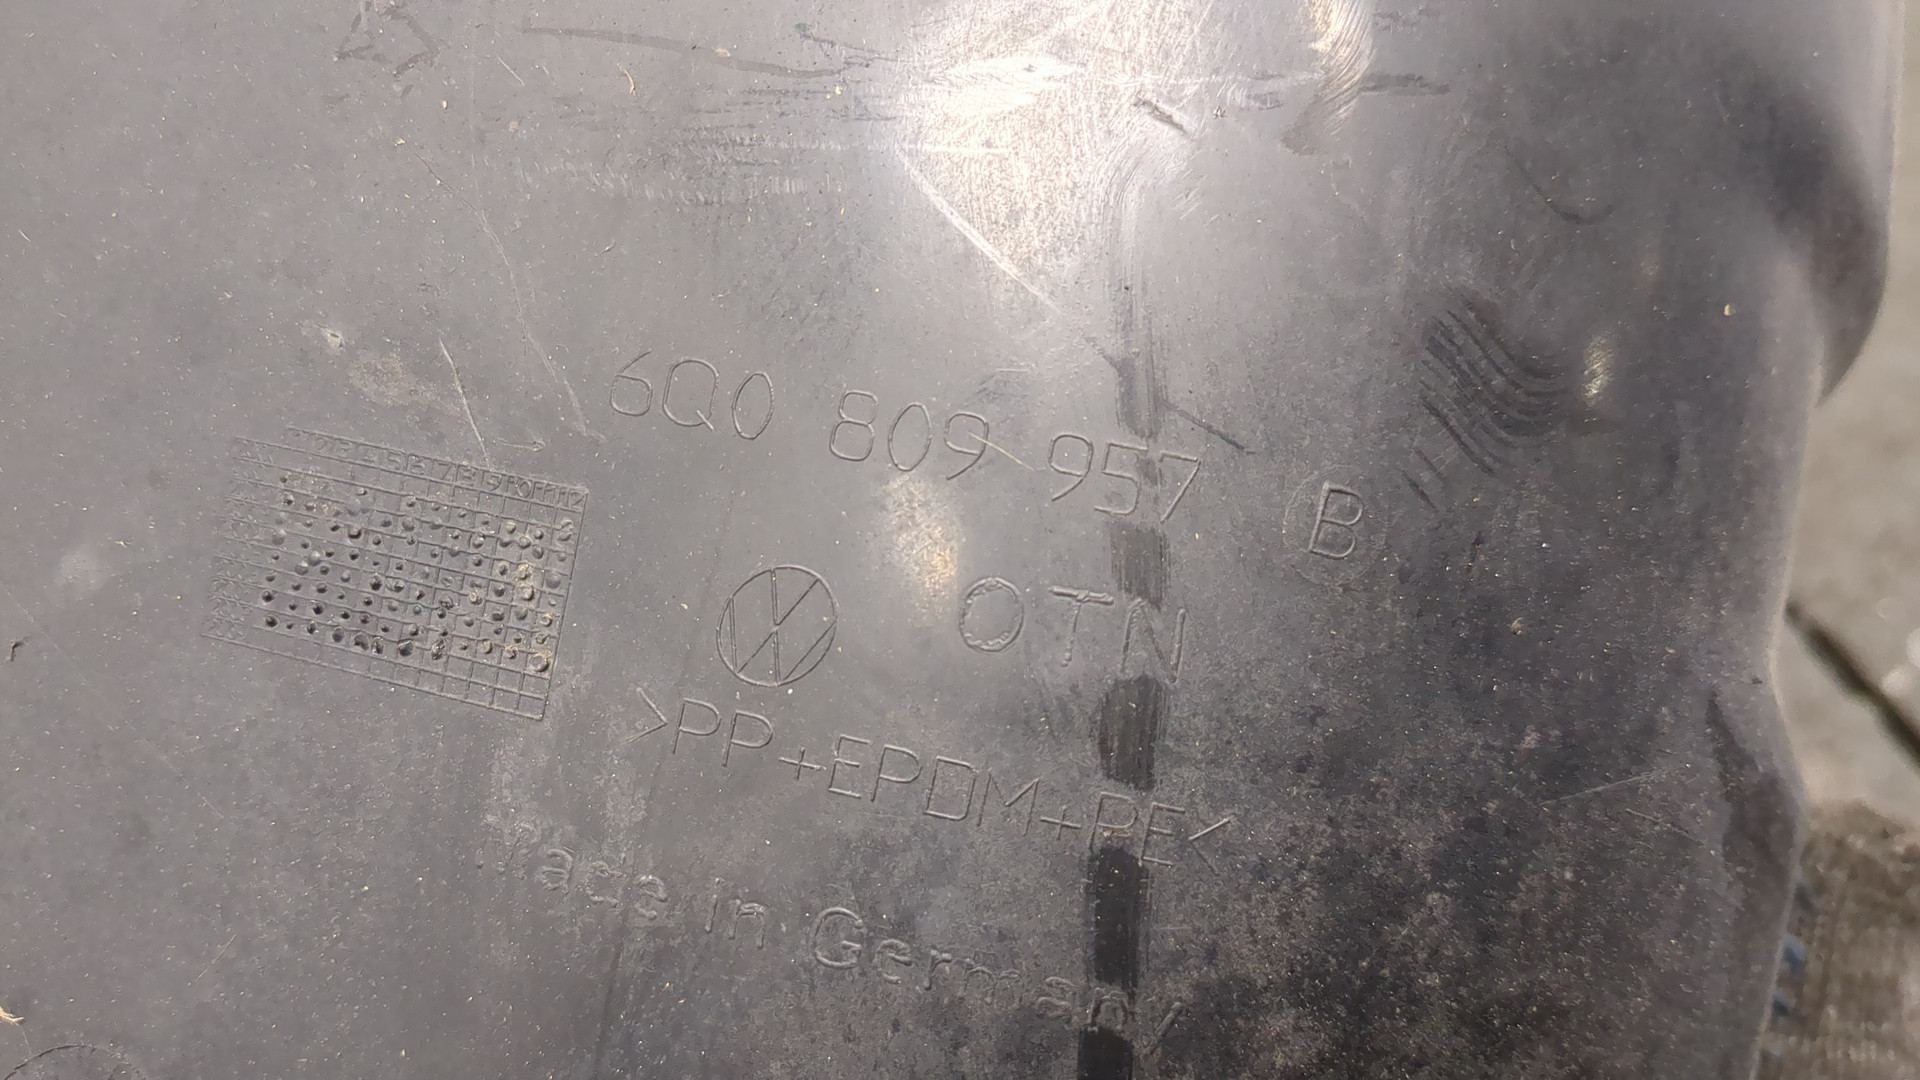 6Q0 809 957 B
OTN
>PP+EPDM+PE<
made in Germany